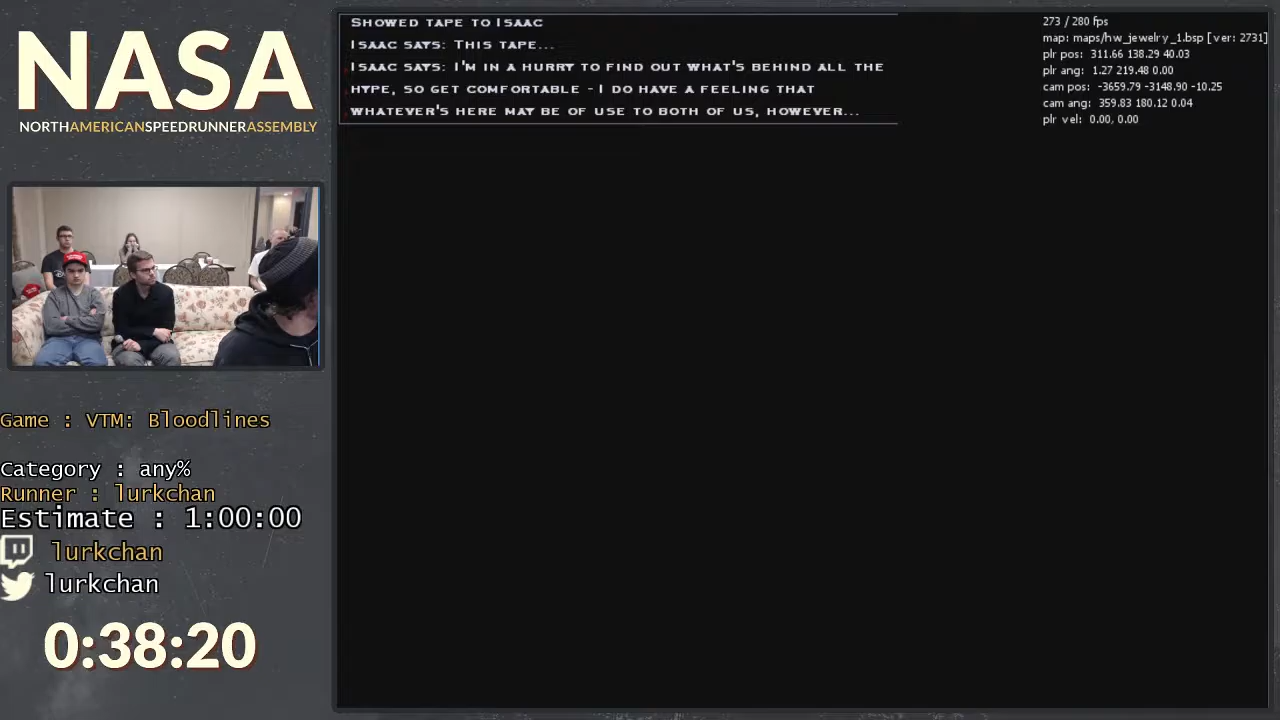 NASA
NORTHAMERICANSPEEDRUNNERASSEMBLY
SHOWED TAPE TO ISAAC
ISAAC SAYS: THIS TAPE...
ISAAC SAYS: I'M IN A HURRY TO FIND OUT WHAT'S BEHIND ALL THE
HYPE, SO GET COMFORTABLE - I DO HAVE A FEELING THAT
WHATEVER'S HERE MAY BE OF USE TO BOTH OF US, HOWEVER...
273 / 280 fps
map: maps/hw_jewelry_1.bsp [ver: 2731]
plr pos: 311.66 138.29 40.03
plr ang: 1.27 219.48 0.00
cam pos: -3659.79 -3148.90 -10.25
cam ang: 359.83 180.12 0.04
plr vel: 0.00, 0.00
Game : VTM: Bloodlines
Category : any%
Runner : lurkchan
Estimate : 1:00:00
lurkchan
lurkchan
0:38:20